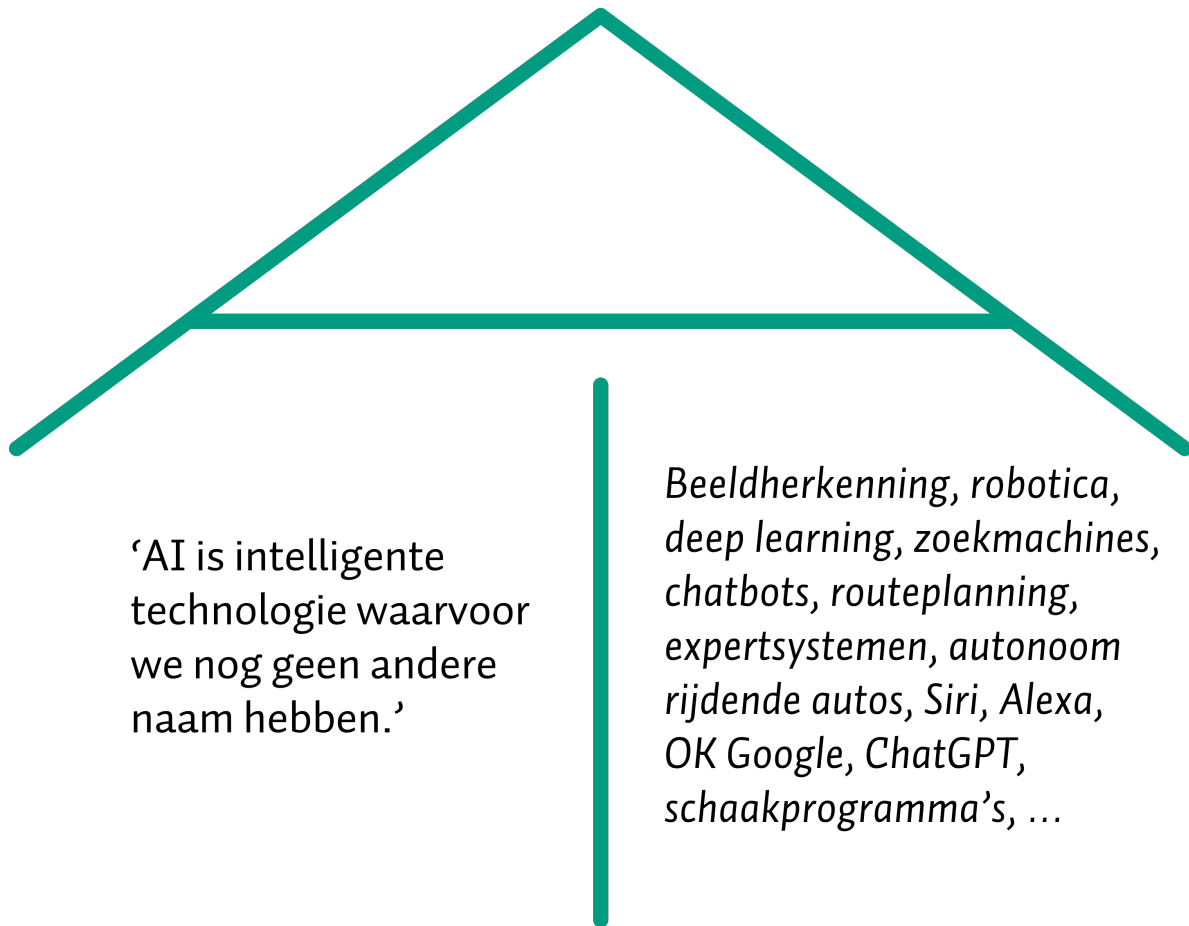 ‘AI is intelligente
technologie waarvoor
we nog geen andere
naam hebben.’
Beeldherkenning, robotica,
deep learning, zoekmachines,
chatbots, routeplanning,
expertsystemen, autonoom
rijdende autos, Siri, Alexa,
OK Google, ChatGPT,
schaakprogramma’s, ...